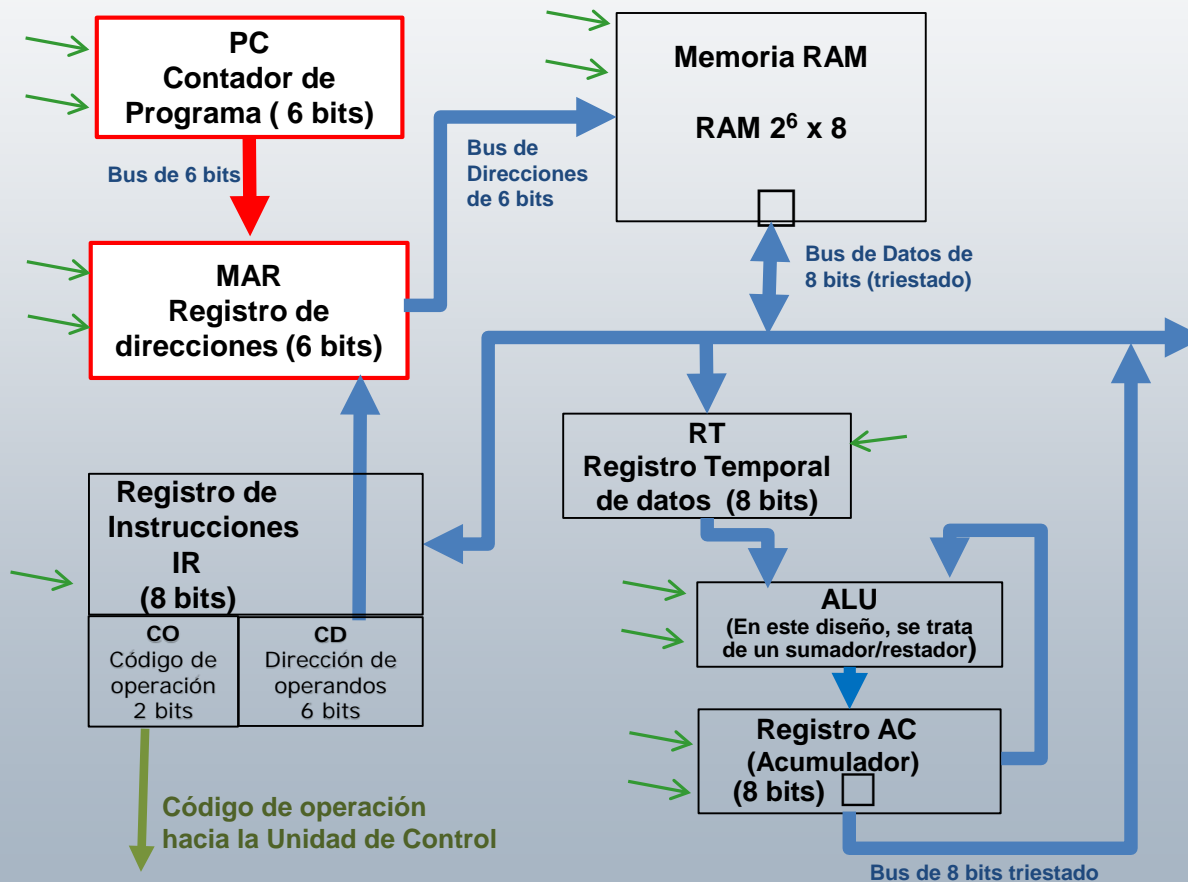 PC
Contador de
Programa ( 6 bits)
Bus de 6 bits
MAR
Registro de
direcciones (6 bits)
Bus de
Direcciones
de 6 bits
Memoria RAM
RAM 2⁶ x 8
Bus de Datos de
8 bits (triestado)
RT
Registro Temporal
de datos (8 bits)
Registro de
Instrucciones
IR
(8 bits)
CO
Código de
operación
2 bits
CD
Dirección de
operandos
6 bits
ALU
(En este diseño, se trata
de un sumador/restador)
Registro AC
(Acumulador)
(8 bits)
Código de operación
hacia la Unidad de Control
Bus de 8 bits triestado